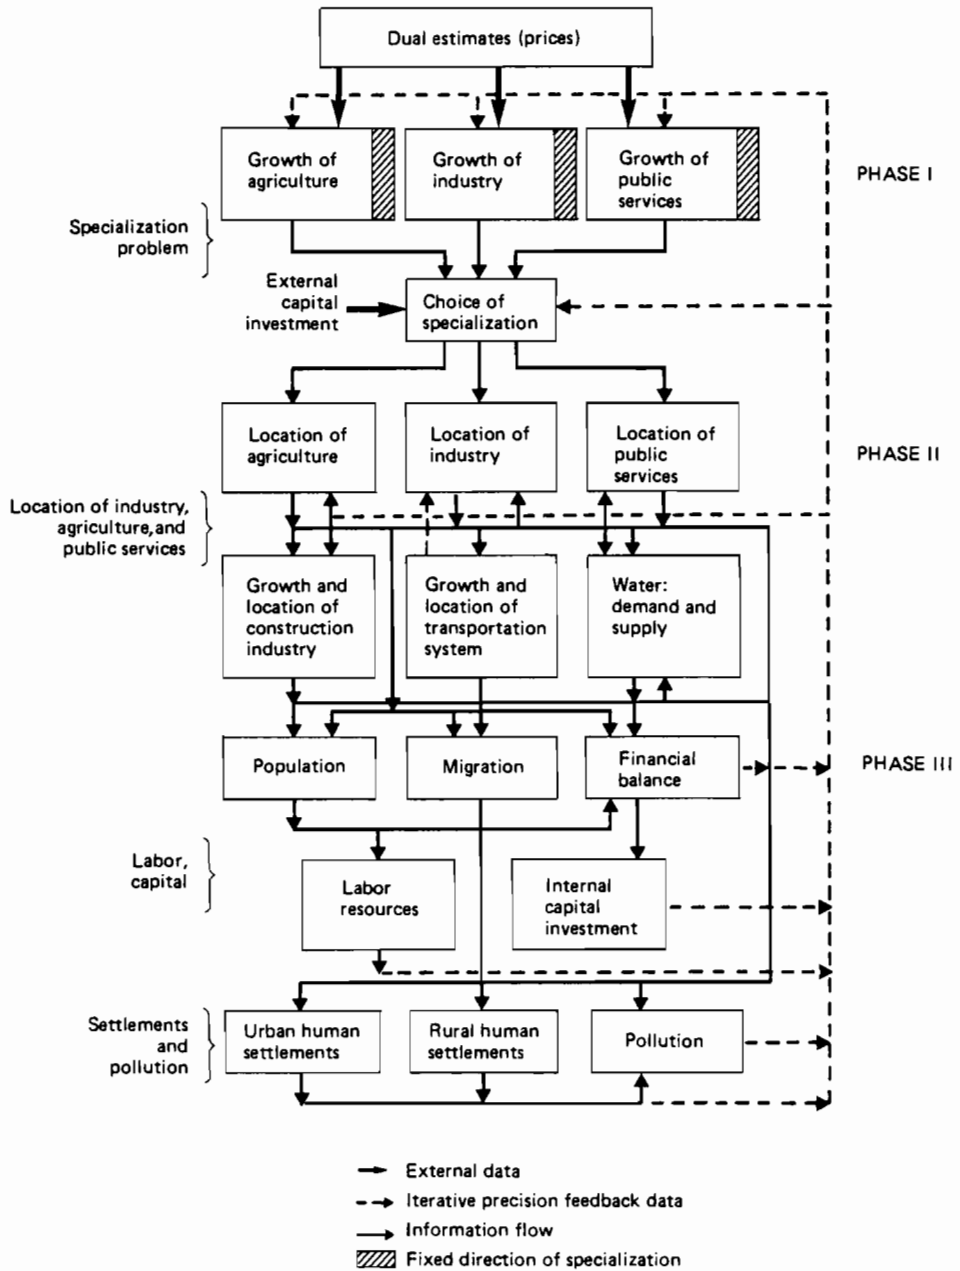 Dual estimates (prices)
Growth of
agriculture
Growth of
industry
Growth of
public
services
PHASE I
Specialization
problem
External
capital
investment
Choice of
specialization
Location of
agriculture
Location of
industry
Location of
public
services
PHASE II
Location of industry,
agriculture,and
public services
Growth and
location of
construction
industry
Growth and
location of
transportation
system
Water:
demand and
supply
Population
Migration
Financial
balance
PHASE III
Labor,
capital
Labor
resources
Internal
capital
investment
Settlements
and
pollution
Urban human
settlements
Rural human
settlements
Pollution
External data
Iterative precision feedback data
Information flow
Fixed direction of specialization